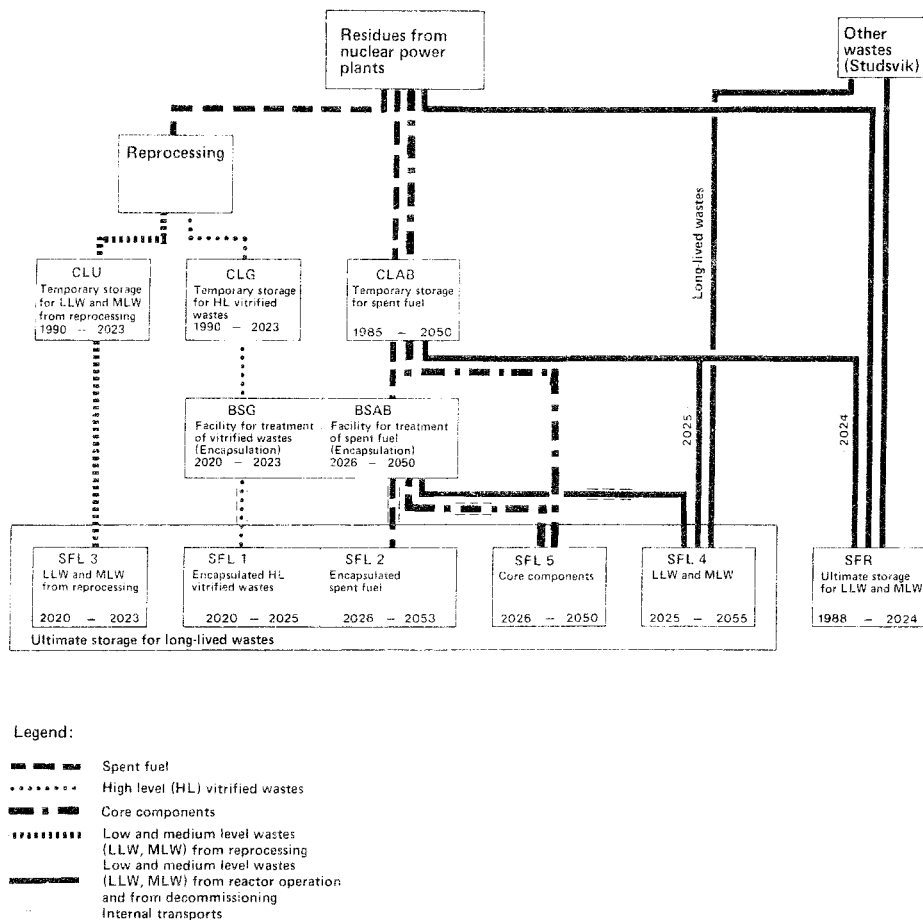 Residues from
nuclear power
plants
Other
wastes
(Studsvik)
Reprocessing
Long-lived wastes
CLU
Temporary storage
for LLW and MLW
from reprocessing
1990 — 2023
CLG
Temporary storage
for HL vitrified
wastes
1990 — 2023
CLAB
Temporary storage
for spent fuel
1985 — 2050
BSG
Facility for treatment
of vitrified wastes
(Encapsulation)
2020 — 2023
BSAB
Facility for treatment
of spent fuel
(Encapsulation)
2026 — 2050
2025
2024
SFL 3
LLW and MLW
from reprocessing
2020 — 2023
SFL 1
Encapsulated HL
vitrified wastes
2020 — 2025
SFL 2
Encapsulated
spent fuel
2026 — 2053
SFL 5
Core components
2026 — 2050
SFL 4
LLW and MLW
2025 — 2055
SFR
Ultimate storage
for LLW and MLW
1988 — 2024
Ultimate storage for long-lived wastes
Legend:
Spent fuel
High level (HL) vitrified wastes
Core components
Low and medium level wastes
(LLW, MLW) from reprocessing
Low and medium level wastes
(LLW, MLW) from reactor operation
and from decommissioning
Internal transports